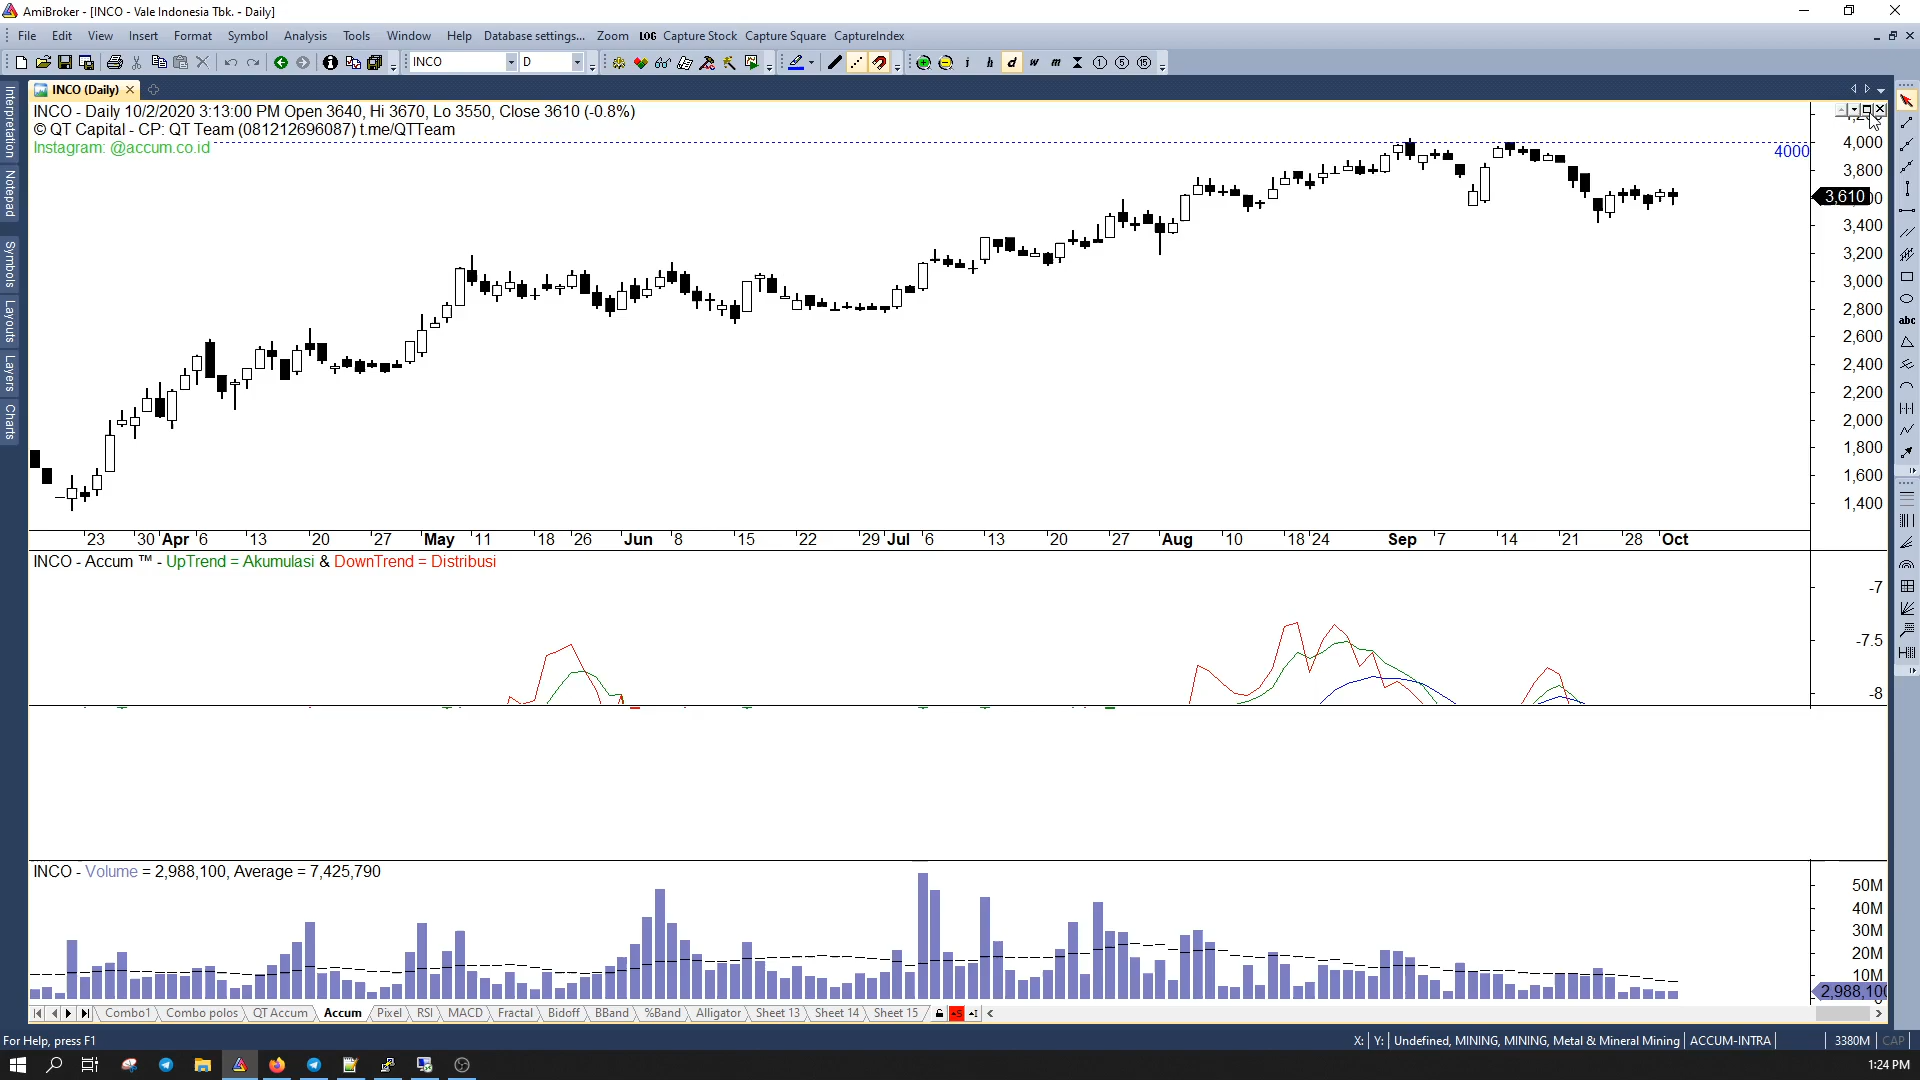 AmiBroker - [INCO - Vale Indonesia Tbk. - Daily]
File Edit View Insert Format Symbol Analysis Tools Window Help Database settings... Zoom LOG Capture Stock Capture Square CaptureIndex
INCO D i h d w m
INCO (Daily)
INCO - Daily 10/2/2020 3:13:00 PM Open 3640, Hi 3670, Lo 3550, Close 3610 (-0.8%)
© QT Capital - CP: QT Team (081212696087) t.me/QTTeam
Instagram: @accum.co.id
4000
4,000
3,800
3,610
3,400
3,200
3,000
2,800
2,600
2,400
2,200
2,000
1,800
1,600
1,400
Interpretation
Notepad
Symbols
Layouts
Layers
Charts
abc
23 30 Apr 6 13 20 27 May 11 18 26 Jun 8 15 22 29 Jul 6 13 20 27 Aug 10 18 24 Sep 7 14 21 28 Oct
INCO - Accum ™ - UpTrend = Akumulasi & DownTrend = Distribusi
-7
-7.5
-8
INCO - Volume = 2,988,100, Average = 7,425,790
50M
40M
30M
20M
10M
2,988,100
Combo1 Combo polos QT Accum Accum Pixel RSI MACD Fractal Bidoff BBand %Band Alligator Sheet 13 Sheet 14 Sheet 15
For Help, press F1
X: Y: Undefined, MINING, MINING, Metal & Mineral Mining ACCUM-INTRA 3380M CAP
1:24 PM